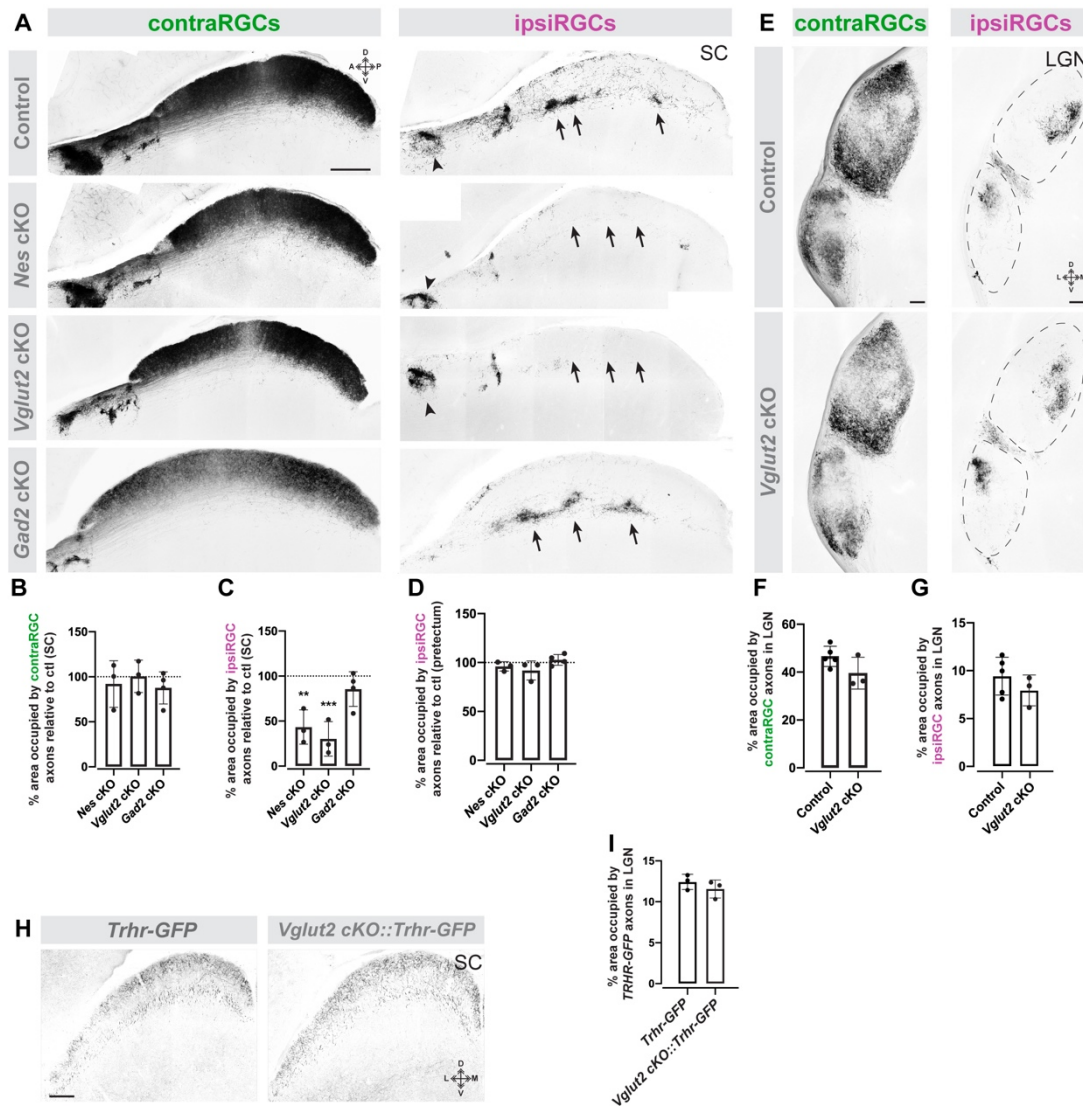 A
contraRGCs
ipsiRGCs
E
contraRGCs
ipsiRGCs
Control
D
A P
V
SC
Nes cKO
Vglut2 cKO
Gad2 cKO
Control
LGN
D
L M
V
Vglut2 cKO
B
% area occupied by contraRGC
axons relative to ctl (SC)
150
100
50
0
Nes cKO
Vglut2 cKO
Gad2 cKO
C
% area occupied by ipsiRGC
axons relative to ctl (SC)
150
100
50
0
**
***
Nes cKO
Vglut2 cKO
Gad2 cKO
D
% area occupied by ipsiRGC
axons relative to ctl (pretectum)
150
100
50
0
Nes cKO
Vglut2 cKO
Gad2 cKO
F
% area occupied by
contraRGC axons in LGN
60
40
20
0
Control
Vglut2 cKO
G
% area occupied by
ipsiRGC axons in LGN
15
10
5
0
Control
Vglut2 cKO
H
Trhr-GFP
Vglut2 cKO::Trhr-GFP
SC
D
L M
V
I
% area occupied by
TRHR-GFP axons in LGN
15
10
5
0
Trhr-GFP
Vglut2 cKO::Trhr-GFP